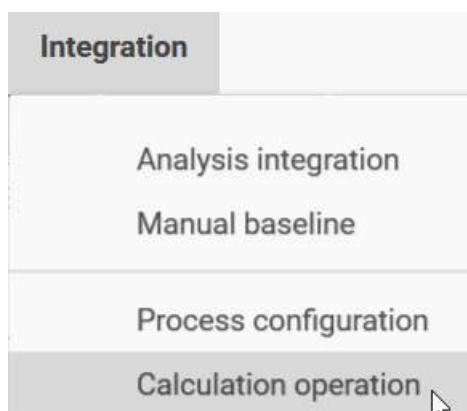 Integration
Analysis integration
Manual baseline
Process configuration
Calculation operation